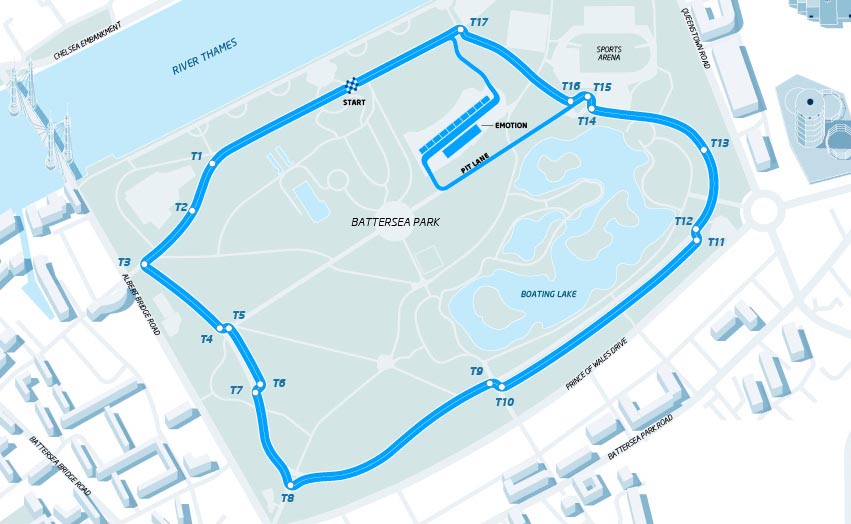 CHELSEA EMBANKMENT
RIVER THAMES
QUEENSTOWN ROAD
T17
SPORTS
ARENA
START
T16
T15
T14
EMOTION
PIT LANE
T13
T1
T2
BATTERSEA PARK
T12
T11
T3
ALBERT BRIDGE ROAD
BOATING LAKE
T4
T5
T6
T7
T9
T10
PRINCE OF WALES DRIVE
BATTERSEA PARK ROAD
BATTERSEA BRIDGE ROAD
T8